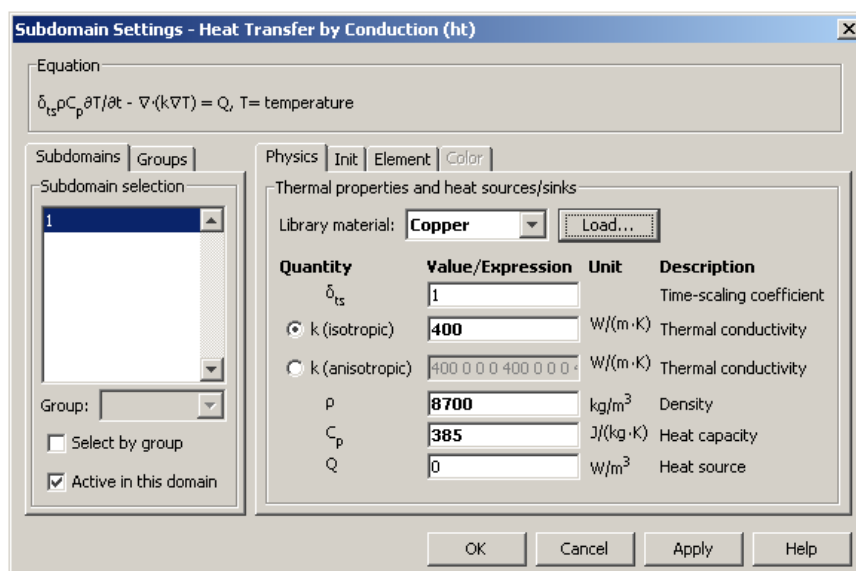 Subdomain Settings - Heat Transfer by Conduction (ht)
Equation
δtsρCp∂T/∂t - ∇·(k∇T) = Q, T= temperature
Subdomains Groups
Subdomain selection
1
Group:
Select by group
Active in this domain
Physics Init Element Color
Thermal properties and heat sources/sinks
Library material: Copper Load...
Quantity Value/Expression Unit Description
δts 1 Time-scaling coefficient
k (isotropic) 400 W/(m·K) Thermal conductivity
k (anisotropic) 400 0 0 0 400 0 0 0 W/(m·K) Thermal conductivity
ρ 8700 kg/m³ Density
Cp 385 J/(kg·K) Heat capacity
Q 0 W/m³ Heat source
OK Cancel Apply Help